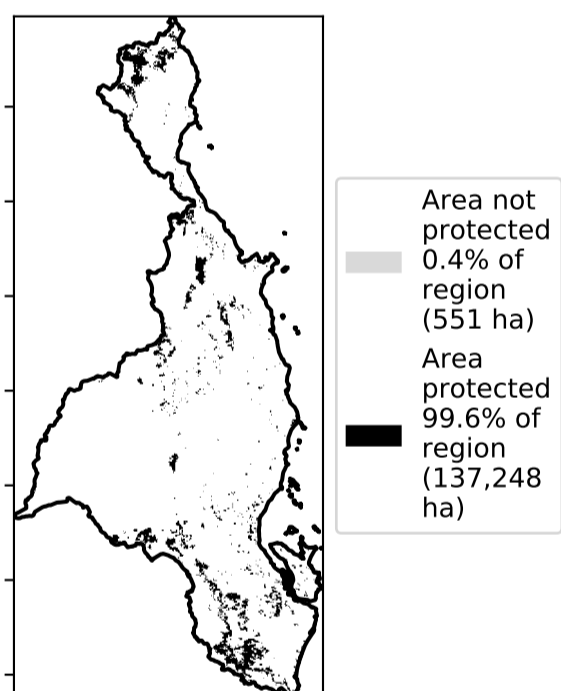 Area not
protected
0.4% of
region
(551 ha)
Area
protected
99.6% of
region
(137,248
ha)